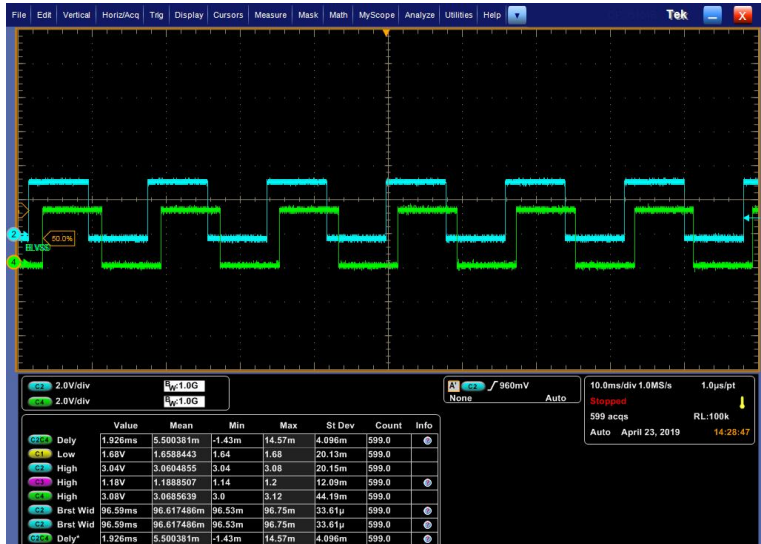 File Edit Vertical Horiz/Acq Trig Display Cursors Measure Mask Math MyScope Analyze Utilities Help Tek X
2
50.0%
ELVSS
4
C2 2.0V/div BW:1.0G
C4 2.0V/div BW:1.0G
A' C2 960mV
None Auto
10.0ms/div 1.0MS/s 1.0µs/pt
Stopped
599 acqs RL:100k
Auto April 23, 2019 14:28:47
Value Mean Min Max St Dev Count Info
C2C4 Dely 1.926ms 5.500381m -1.43m 14.57m 4.096m 599.0
C1 Low 1.68V 1.6588443 1.64 1.68 20.13m 599.0
C2 High 3.04V 3.0604855 3.04 3.08 20.15m 599.0
C3 High 1.18V 1.1888507 1.14 1.2 12.09m 599.0
C4 High 3.08V 3.0685639 3.0 3.12 44.19m 599.0
C2 Brst Wid 96.59ms 96.617486m 96.53m 96.75m 33.61µ 599.0
C2 Brst Wid 96.59ms 96.617486m 96.53m 96.75m 33.61µ 599.0
C2C4 Dely* 1.926ms 5.500381m -1.43m 14.57m 4.096m 599.0